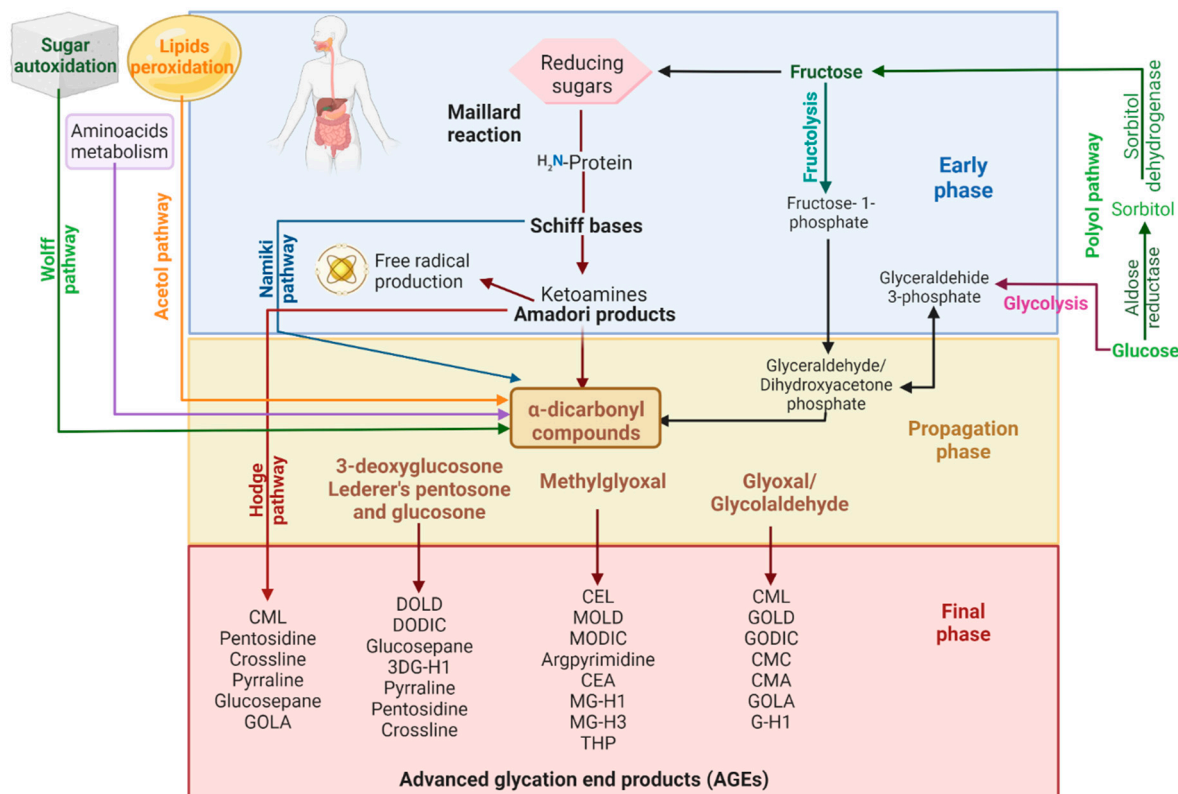 Sugar
autoxidation
Lipids
peroxidation
Aminoacids
metabolism
Wolff
pathway
Acetol pathway
Namiki
pathway
Hodge
pathway
Reducing
sugars
Maillard
reaction
H₂N-Protein
Schiff bases
Free radical
production
Ketoamines
Amadori products
Fructose
Fructolysis
Fructose- 1-
phosphate
Early
phase
Glyceraldehide
3-phosphate
Glycolysis
Polyol pathway
Sorbitol
dehydrogenase
Sorbitol
Aldose
reductase
Glucose
Glyceraldehyde/
Dihydroxyacetone
phosphate
α-dicarbonyl
compounds
Propagation
phase
3-deoxyglucosone
Lederer's pentosone
and glucosone
Methylglyoxal
Glyoxal/
Glycolaldehyde
Final
phase
CML
Pentosidine
Crossline
Pyrraline
Glucosepane
GOLA
DOLD
DODIC
Glucosepane
3DG-H1
Pyrraline
Pentosidine
Crossline
CEL
MOLD
MODIC
Argpyrimidine
CEA
MG-H1
MG-H3
THP
CML
GOLD
GODIC
CMC
CMA
GOLA
G-H1
Advanced glycation end products (AGEs)